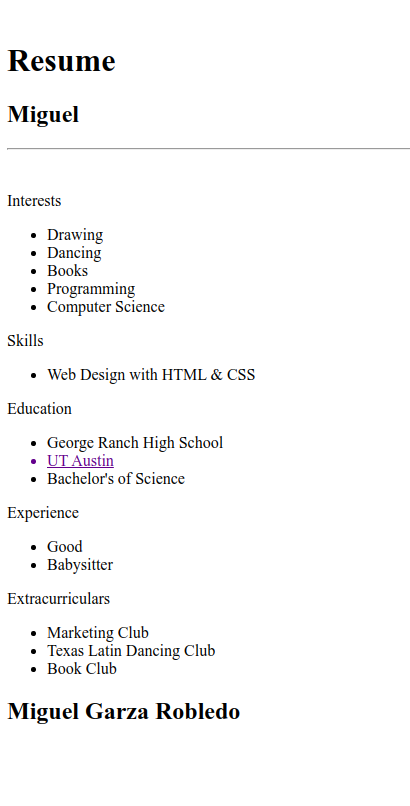 Resume
Miguel
Interests
Drawing
Dancing
Books
Programming
Computer Science
Skills
Web Design with HTML & CSS
Education
George Ranch High School
UT Austin
Bachelor's of Science
Experience
Good
Babysitter
Extracurriculars
Marketing Club
Texas Latin Dancing Club
Book Club
Miguel Garza Robledo